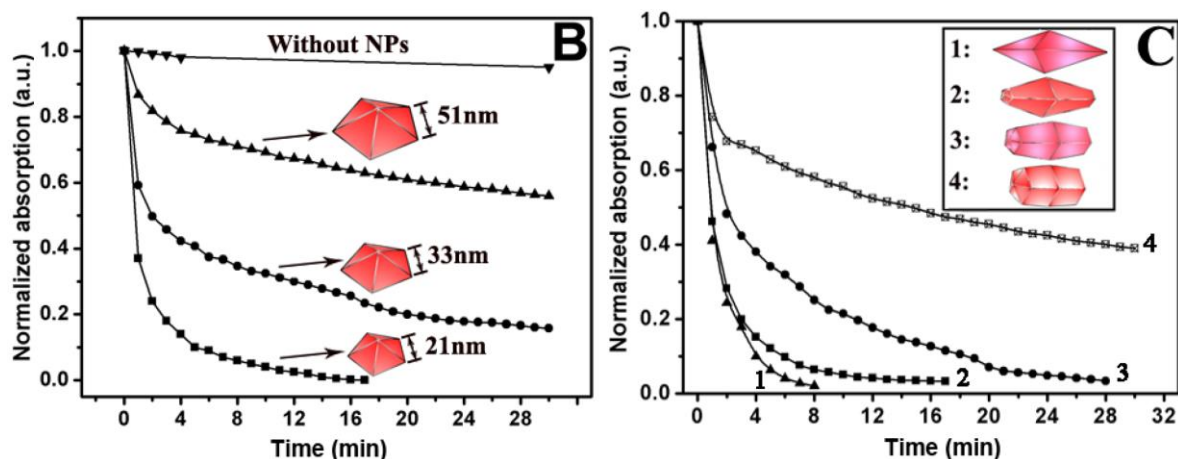 B
Without NPs
51nm
33nm
21nm
Normalized absorption (a.u.)
1.0
0.8
0.6
0.4
0.2
0.0
0 4 8 12 16 20 24 28
Time (min)
C
1:
2:
3:
4:
4
3
2
1
Normalized absorption (a.u.)
1.0
0.8
0.6
0.4
0.2
0.0
0 4 8 12 16 20 24 28 32
Time (min)